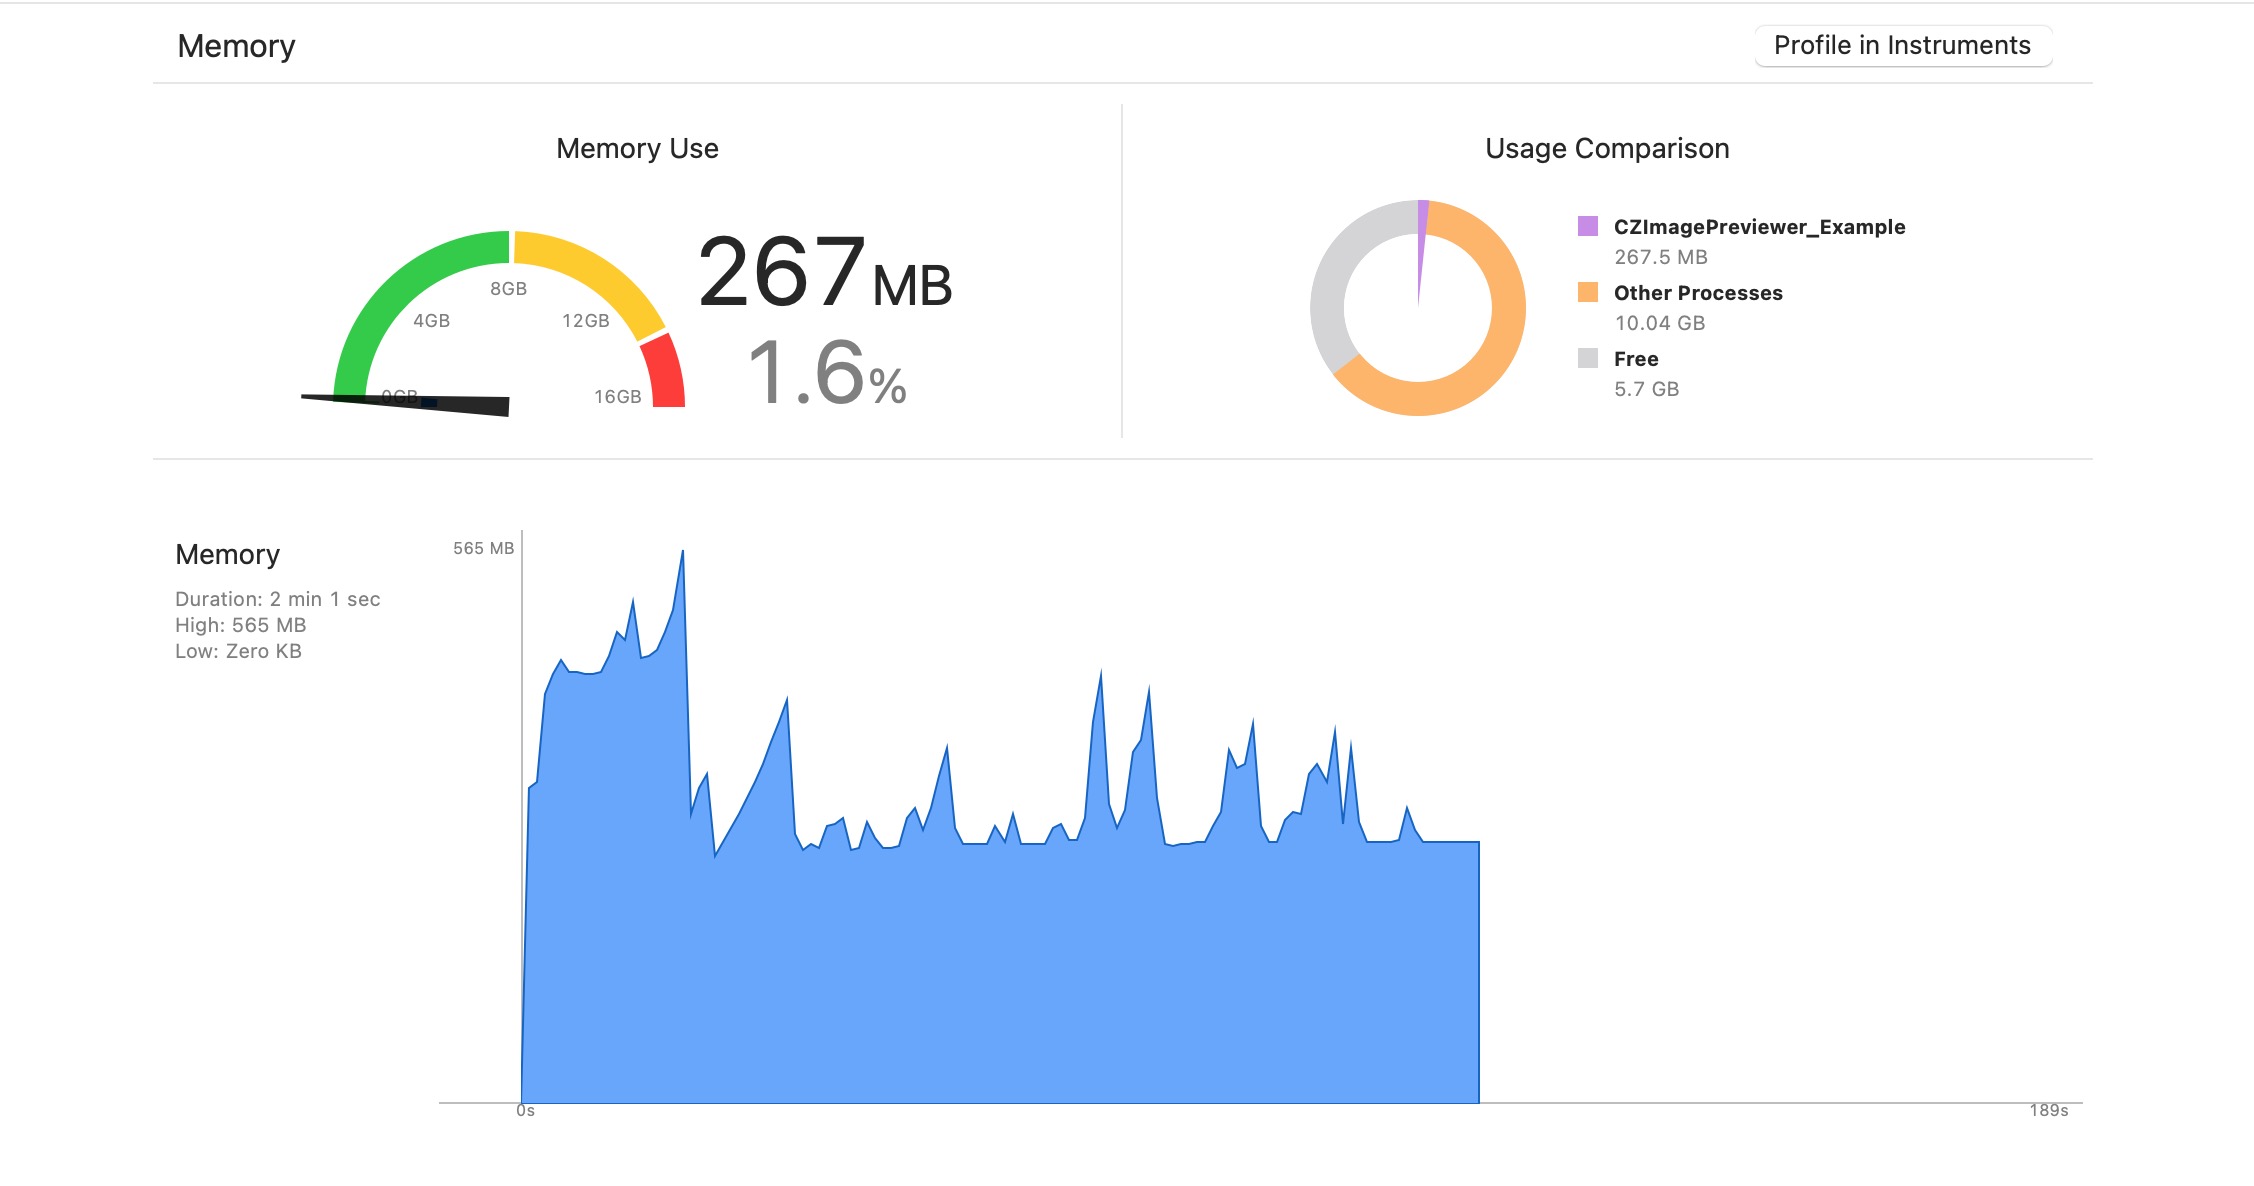 Memory
Profile in Instruments
Memory Use
Usage Comparison
267 MB
1.6%
0GB
4GB
8GB
12GB
16GB
CZImagePreviewer_Example
267.5 MB
Other Processes
10.04 GB
Free
5.7 GB
Memory
Duration: 2 min 1 sec
High: 565 MB
Low: Zero KB
565 MB
0s
189s